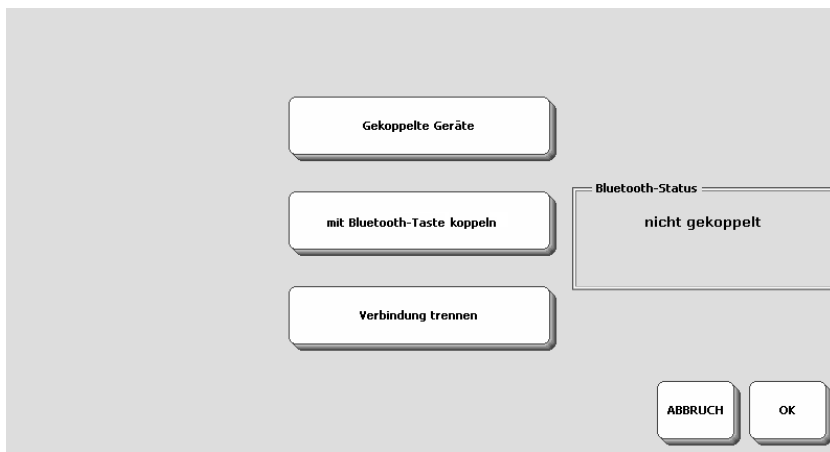 Gekoppelte Geräte
mit Bluetooth-Taste koppeln
Bluetooth-Status
nicht gekoppelt
Verbindung trennen
ABBRUCH
OK